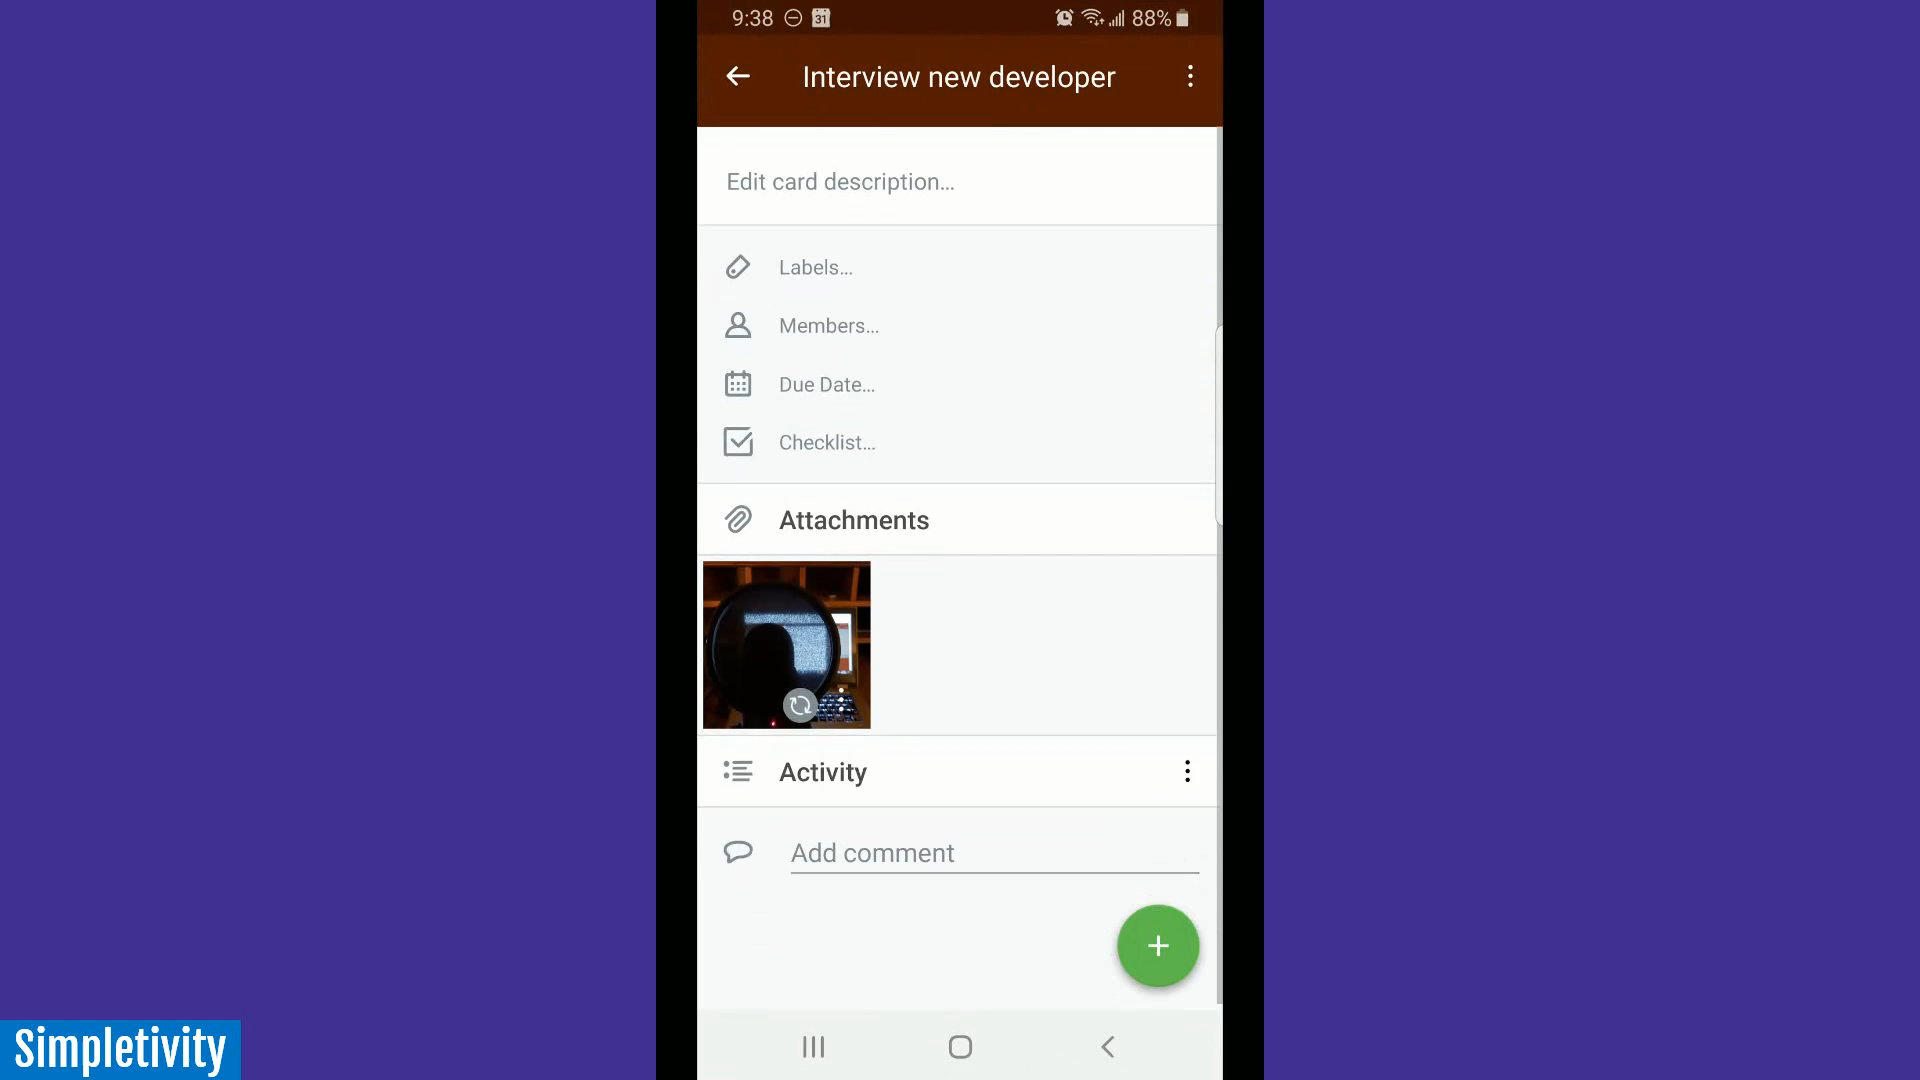 9:38
31
88%
Interview new developer
Edit card description...
Labels...
Members...
Due Date...
Checklist...
Attachments
Activity
Add comment
Simpletivity